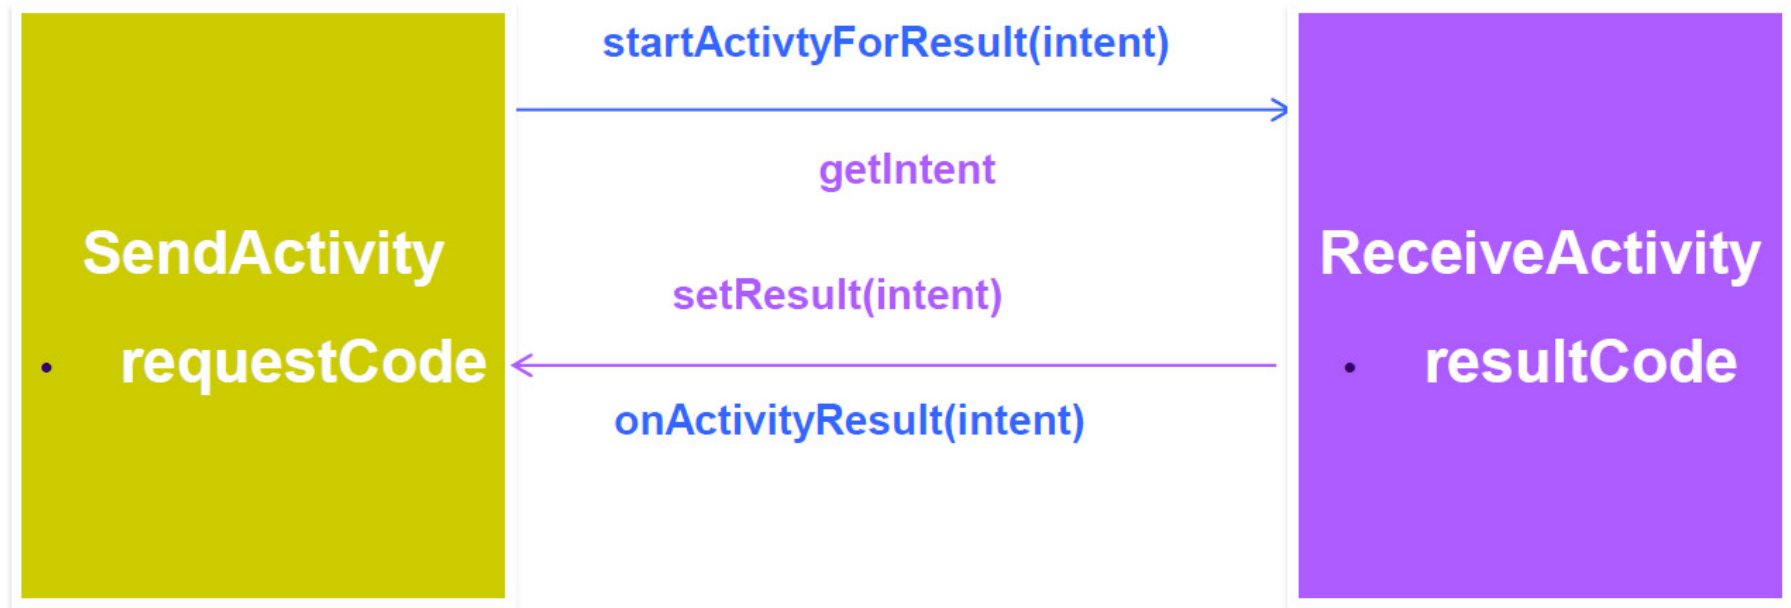 startActivtyForResult(intent)
getIntent
SendActivity
• requestCode
setResult(intent)
onActivityResult(intent)
ReceiveActivity
• resultCode